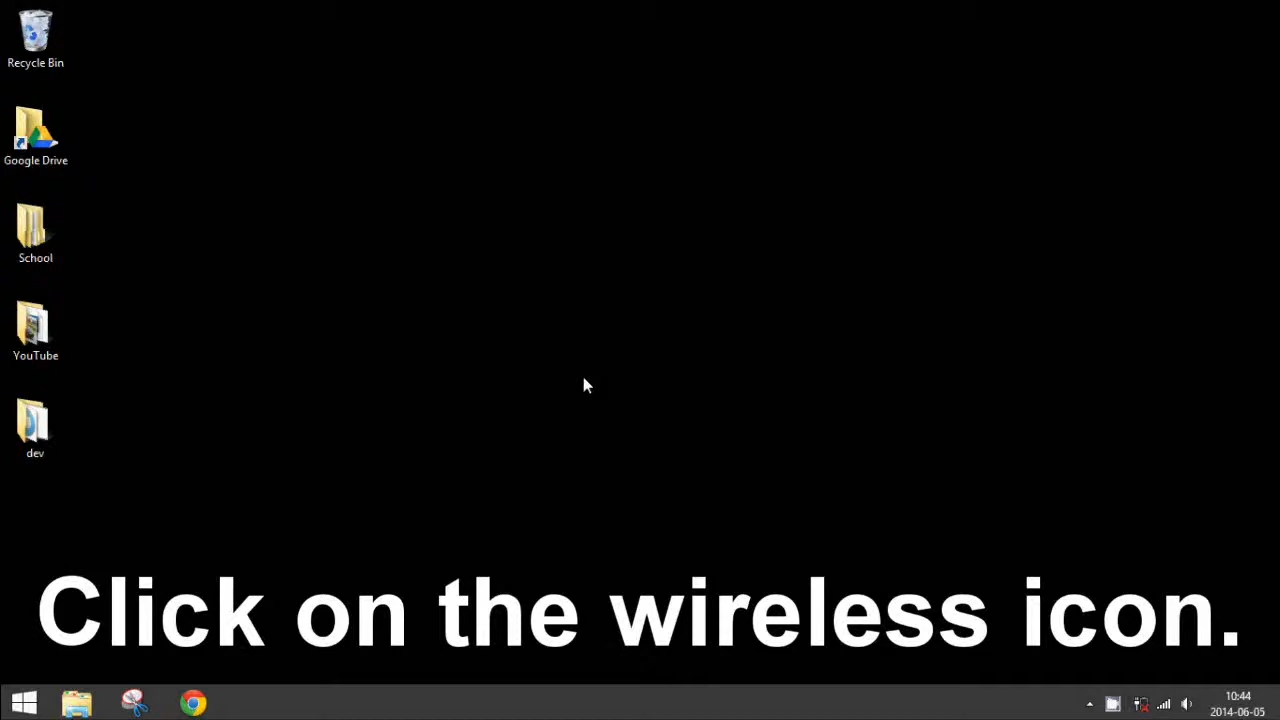 Recycle Bin
Google Drive
School
YouTube
dev
Click on the wireless icon.
10:44
2014-06-05